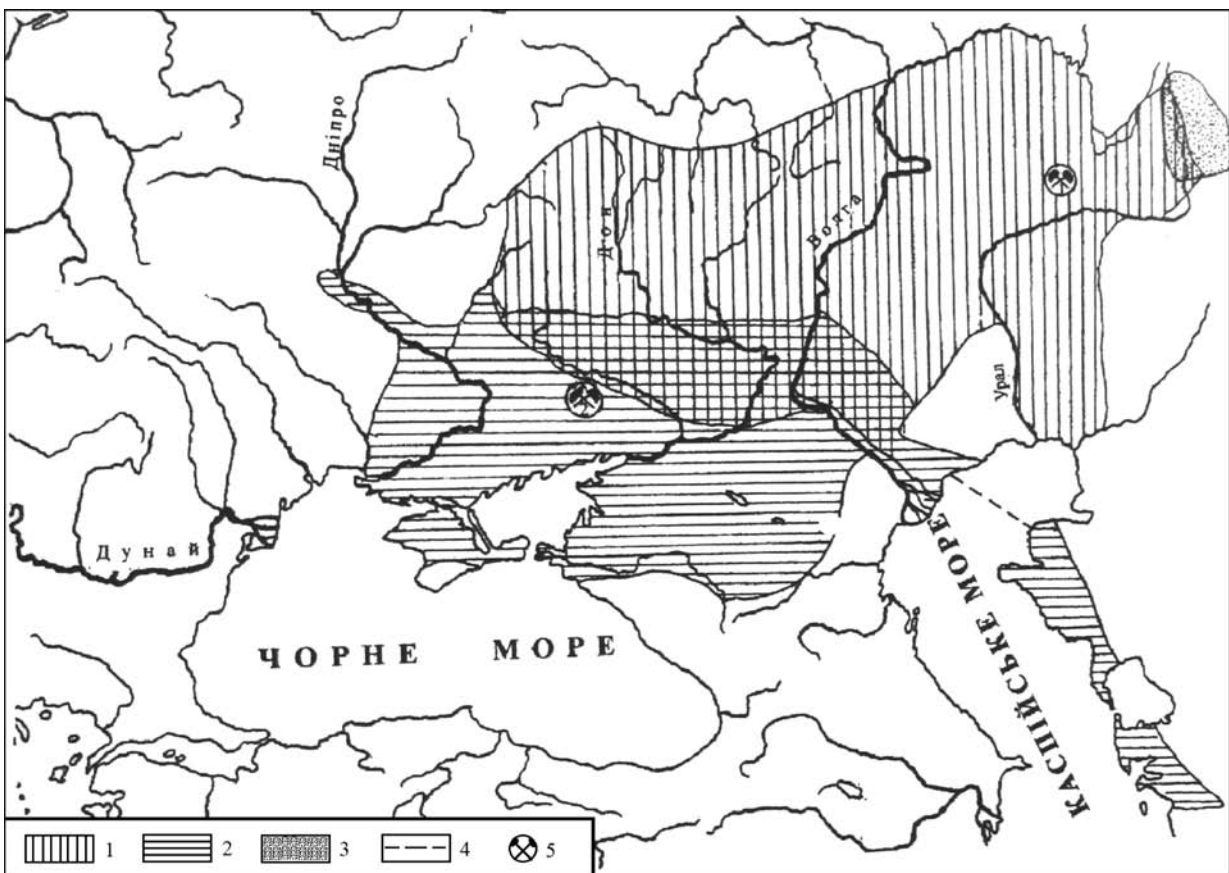 Дніпро
Дон
Волга
Урал
Дунай
ЧОРНЕ МОРЕ
КАСПІЙСЬКЕ МОРЕ
1 2 3 4 5